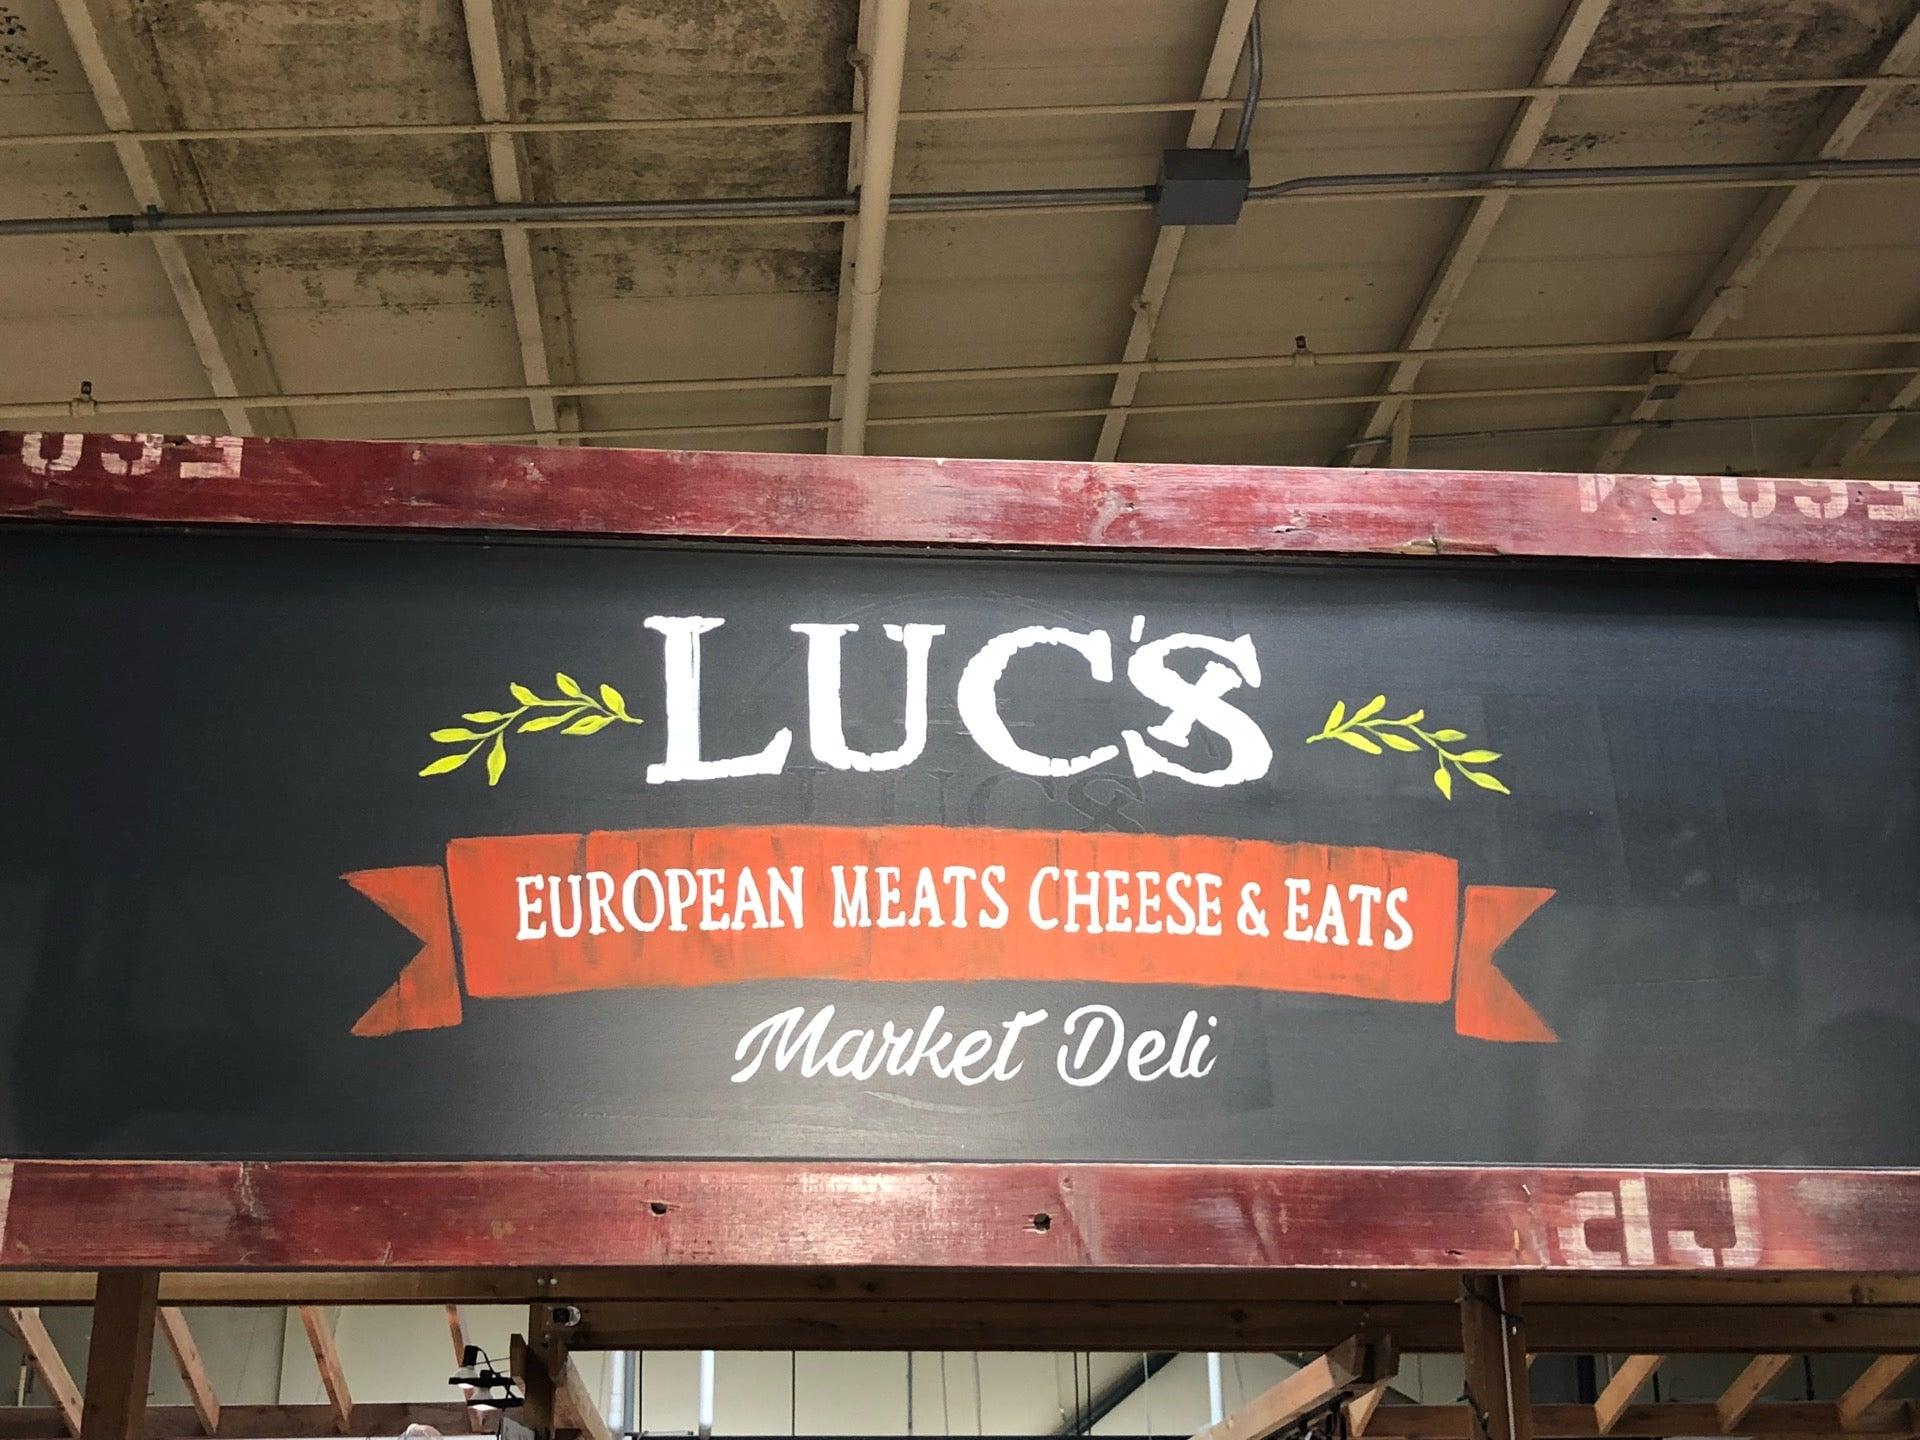 LUC'S
EUROPEAN MEATS CHEESE & EATS
Market Deli